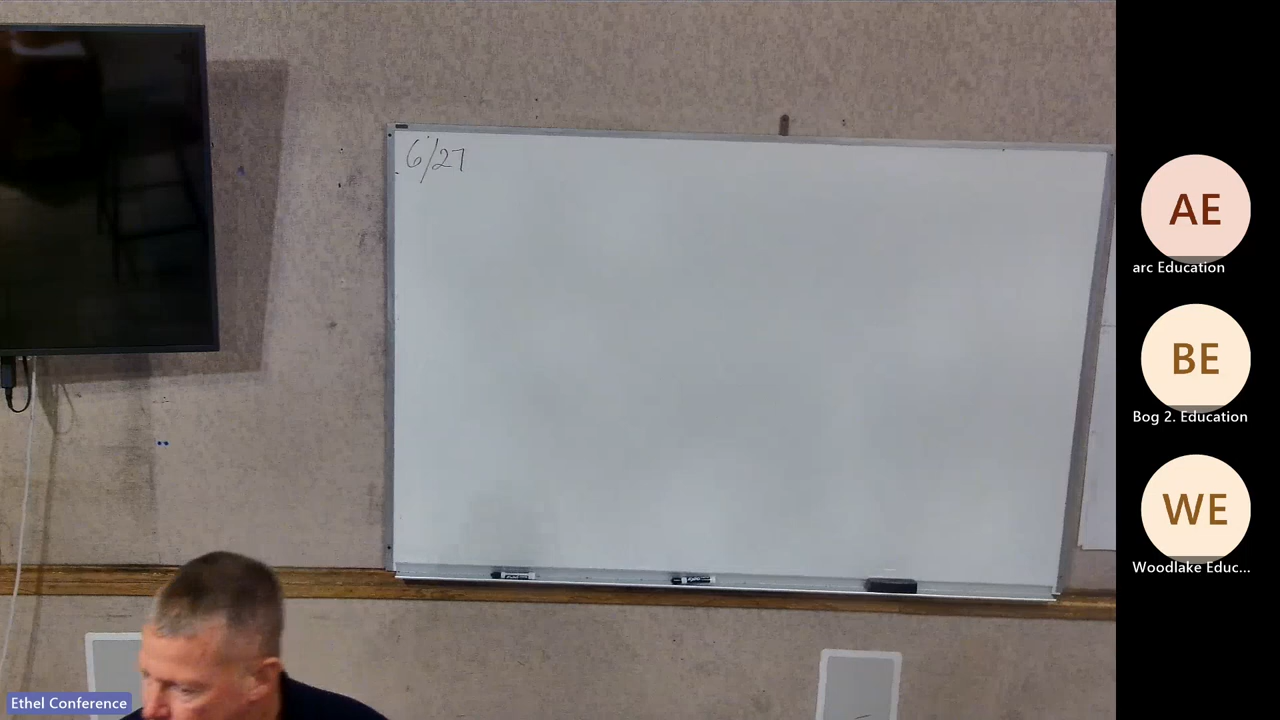 6/27
AE
arc Education
BE
Bog 2. Education
WE
Woodlake Educ...
Ethel Conference